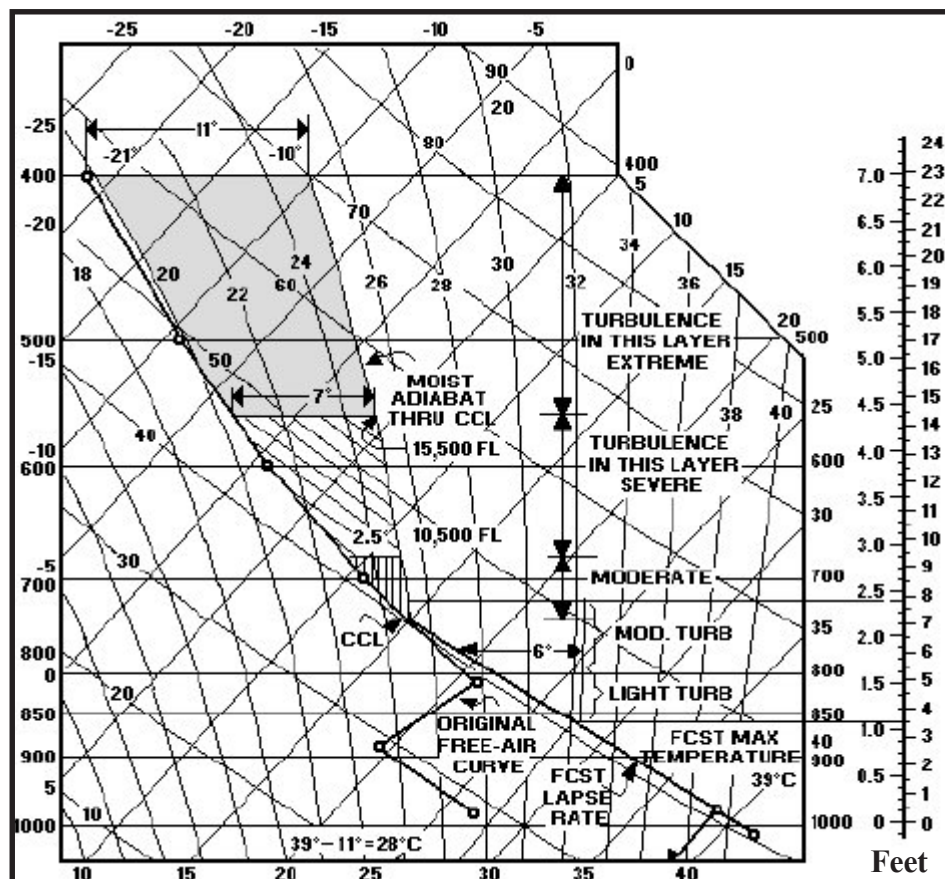 -25 -20 -15 -10 -5
0
90
20
-25 11° 80
-21° -10° 400
400 5 7.0 24
23
70 10 22
-20 34 6.5 21
24 30 15 20
18 20 22 60 26 28 32 36 6.0 19
20 5.5 18
TURBULENCE
IN THIS LAYER
EXTREME
500 500 17
-15 50 5.0 16
7° MOIST
ADIABAT
THRU CCL
38 40 25 4.5 15
14
40 15,500 FL
TURBULENCE
IN THIS LAYER
SEVERE
-10 4.0 13
600 600 12
3.5 11
2.5° 10,500 FL 30 10
30 3.0 9
-5 MODERATE
700 700 2.5 8
7
CCL 6° MOD. TURB 35 2.0 6
800 5
0 800
20 LIGHT TURB 1.5 4
850 850
ORIGINAL
FREE-AIR
CURVE
FCST MAX
TEMPERATURE
39°C
1.0 3
900 40
900 2
FCST
LAPSE
RATE
5 0.5 1
10
1000 1000 0 0
39°–11°=28°C
10 15 20 25 30 35 40
Feet